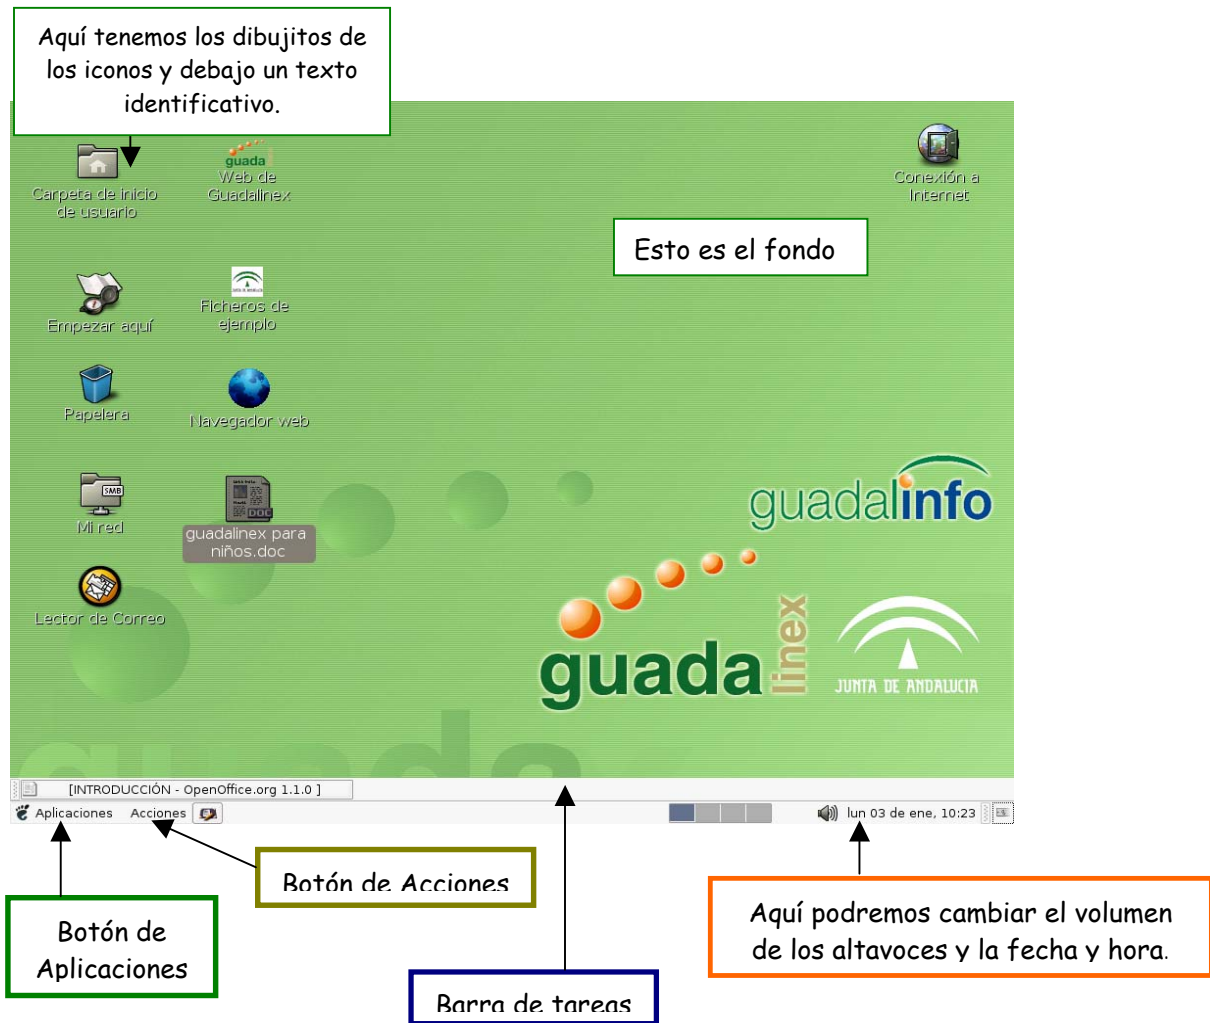 Aquí tenemos los dibujitos de
los iconos y debajo un texto
identificativo.
Carpeta de inicio
de usuario
guada
Web de
Guadalinex
Conexión a
Internet
Esto es el fondo
Empezar aquí
JUNTA DE ANDALUCIA
Ficheros de
ejemplo
Papelera
Navegador web
SMB
Mi red
DOC
guadalinex para
niños.doc
Lector de Correo
guadalinfo
guada
linex
JUNTA DE ANDALUCIA
guada
[INTRODUCCIÓN - OpenOffice.org 1.1.0 ]
Aplicaciones
Acciones
lun 03 de ene, 10:23
Botón de Acciones
Botón de
Aplicaciones
Aquí podremos cambiar el volumen
de los altavoces y la fecha y hora.
Barra de tareas